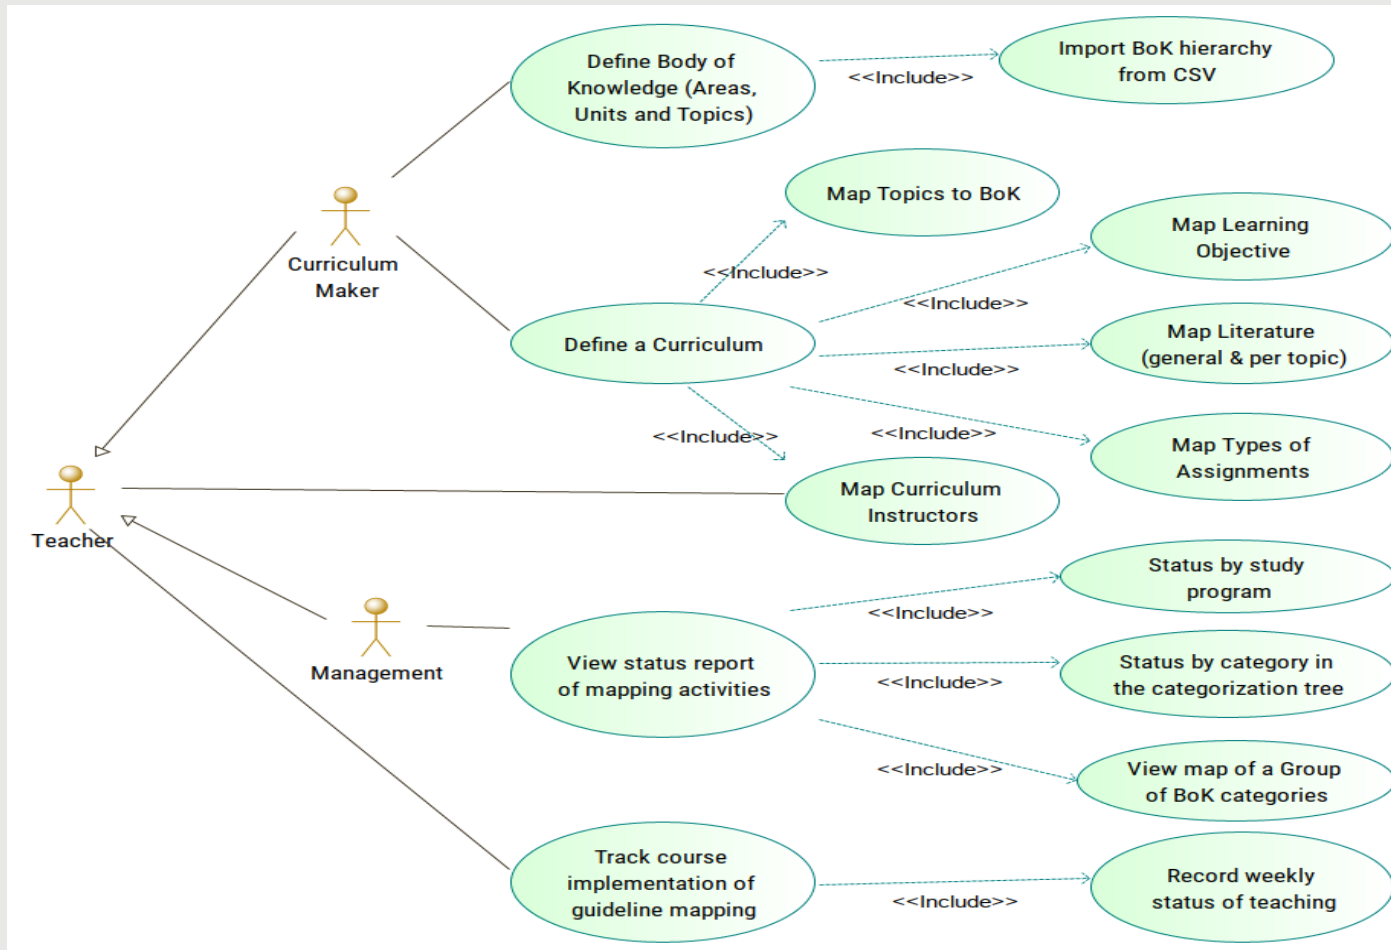 Define Body of
Knowledge (Areas,
Units and Topics)
<<Include>>
Import BoK hierarchy
from CSV
Map Topics to BoK
Curriculum
Maker
<<Include>>
Map Learning
Objective
<<Include>>
Define a Curriculum
Map Literature
(general & per topic)
<<Include>>
<<Include>>
<<Include>>
Map Types of
Assignments
Map Curriculum
Instructors
Teacher
Status by study
program
<<Include>>
Management
View status report
of mapping activities
Status by category in
the categorization tree
<<Include>>
<<Include>>
View map of a Group
of BoK categories
Track course
implementation of
guideline mapping
<<Include>>
Record weekly
status of teaching